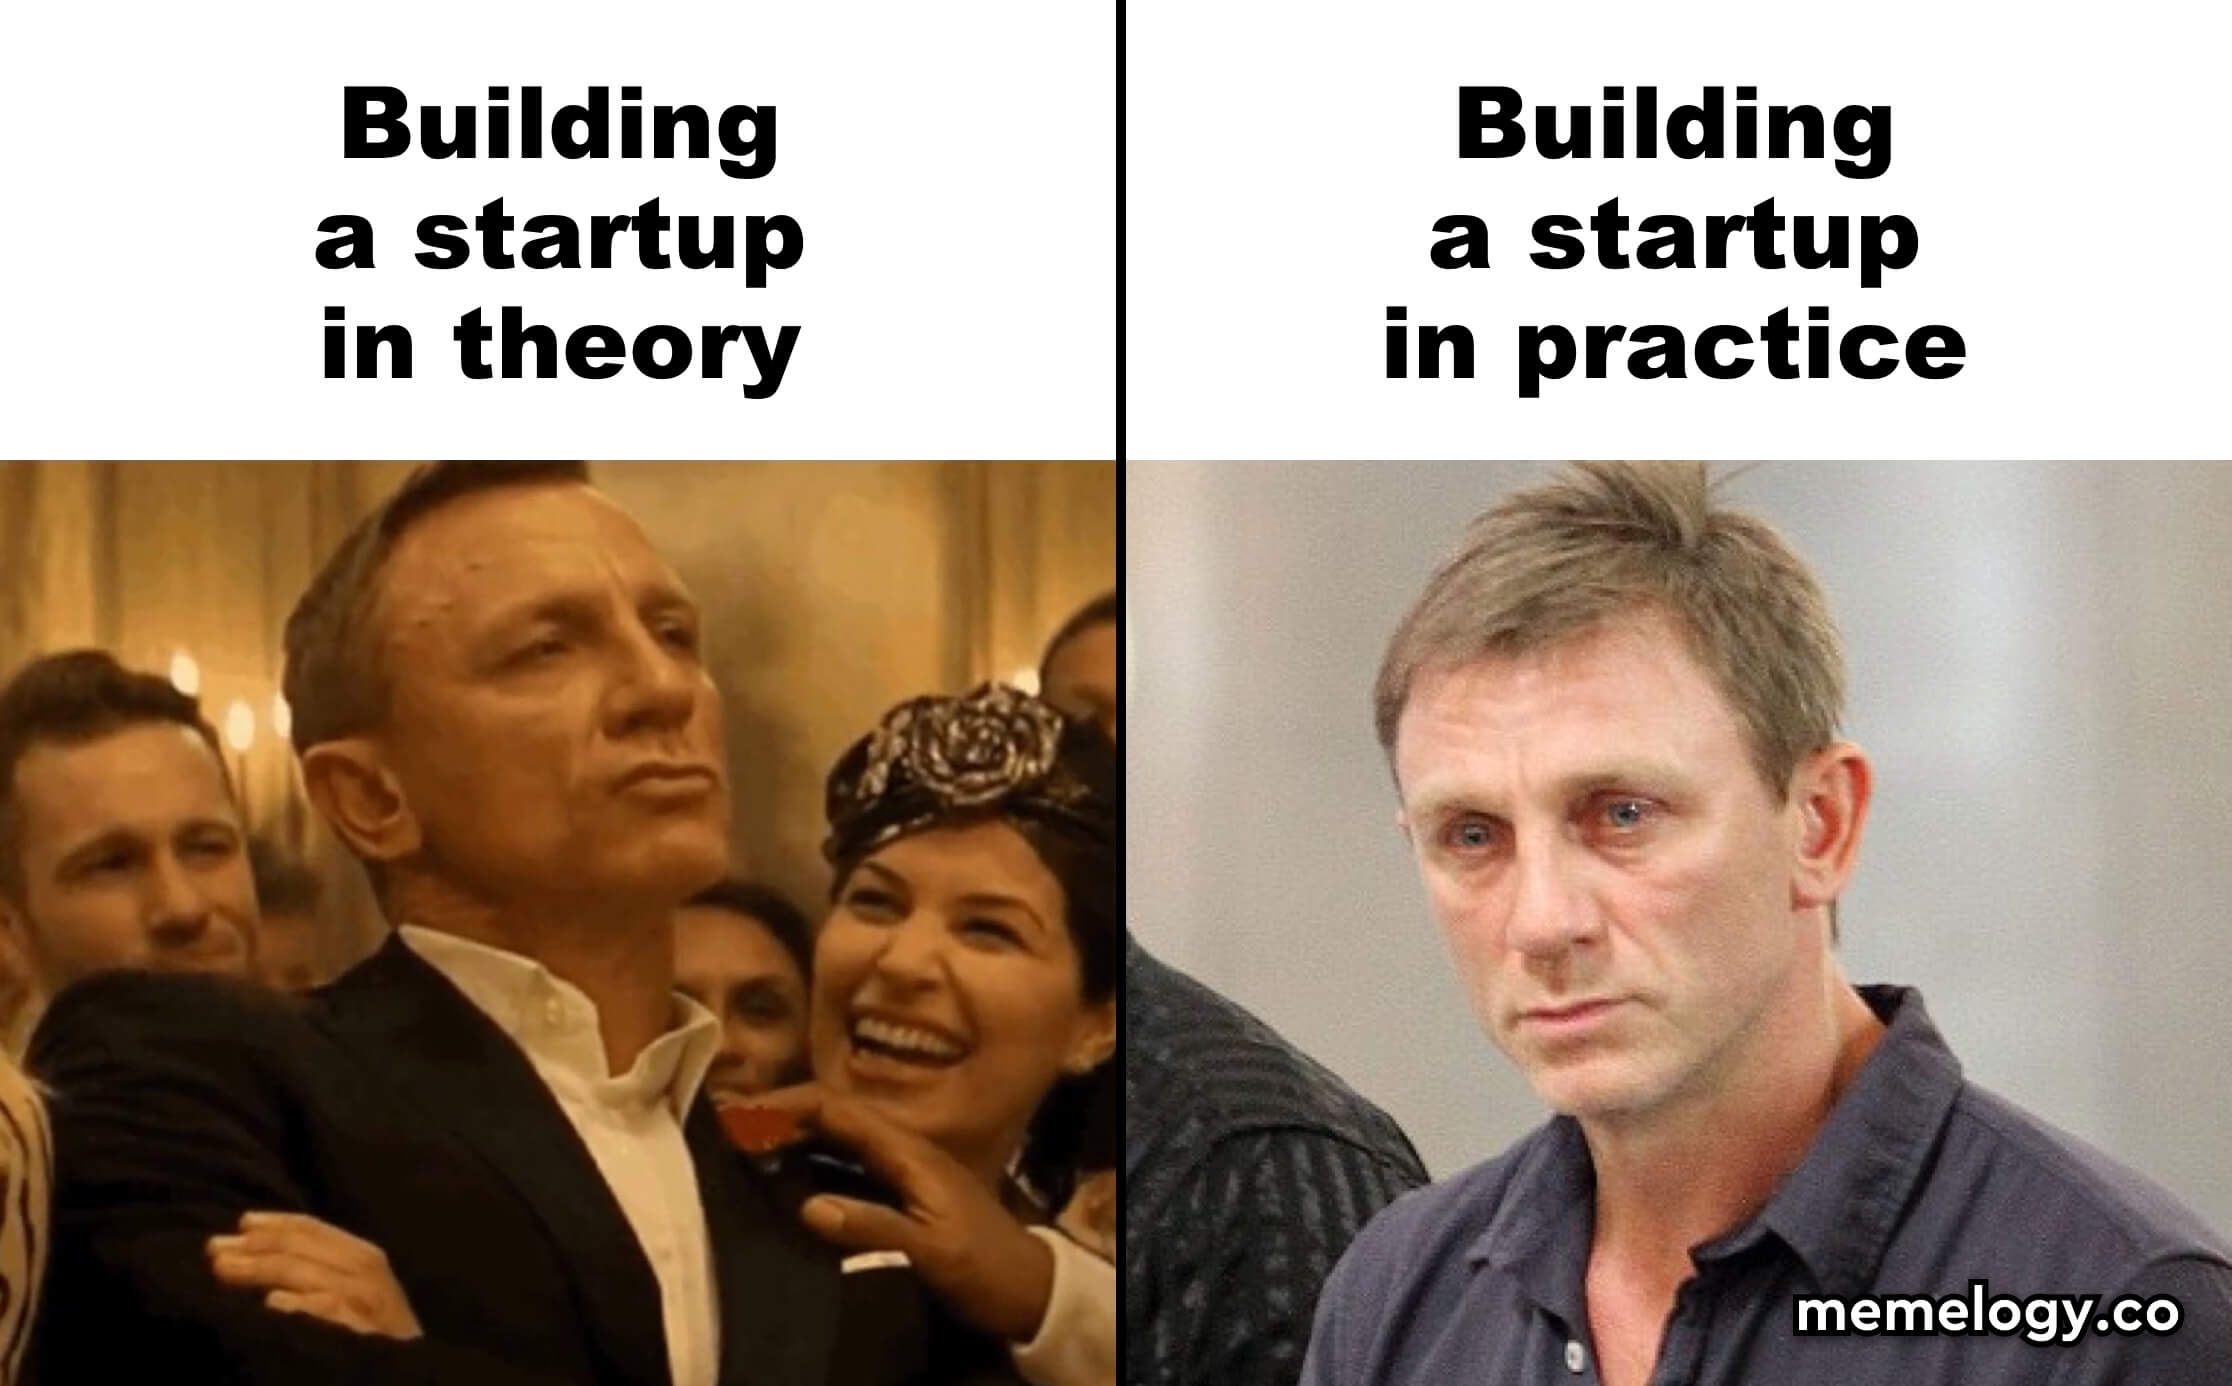 Building
a startup
in theory
Building
a startup
in practice
memelogy.co